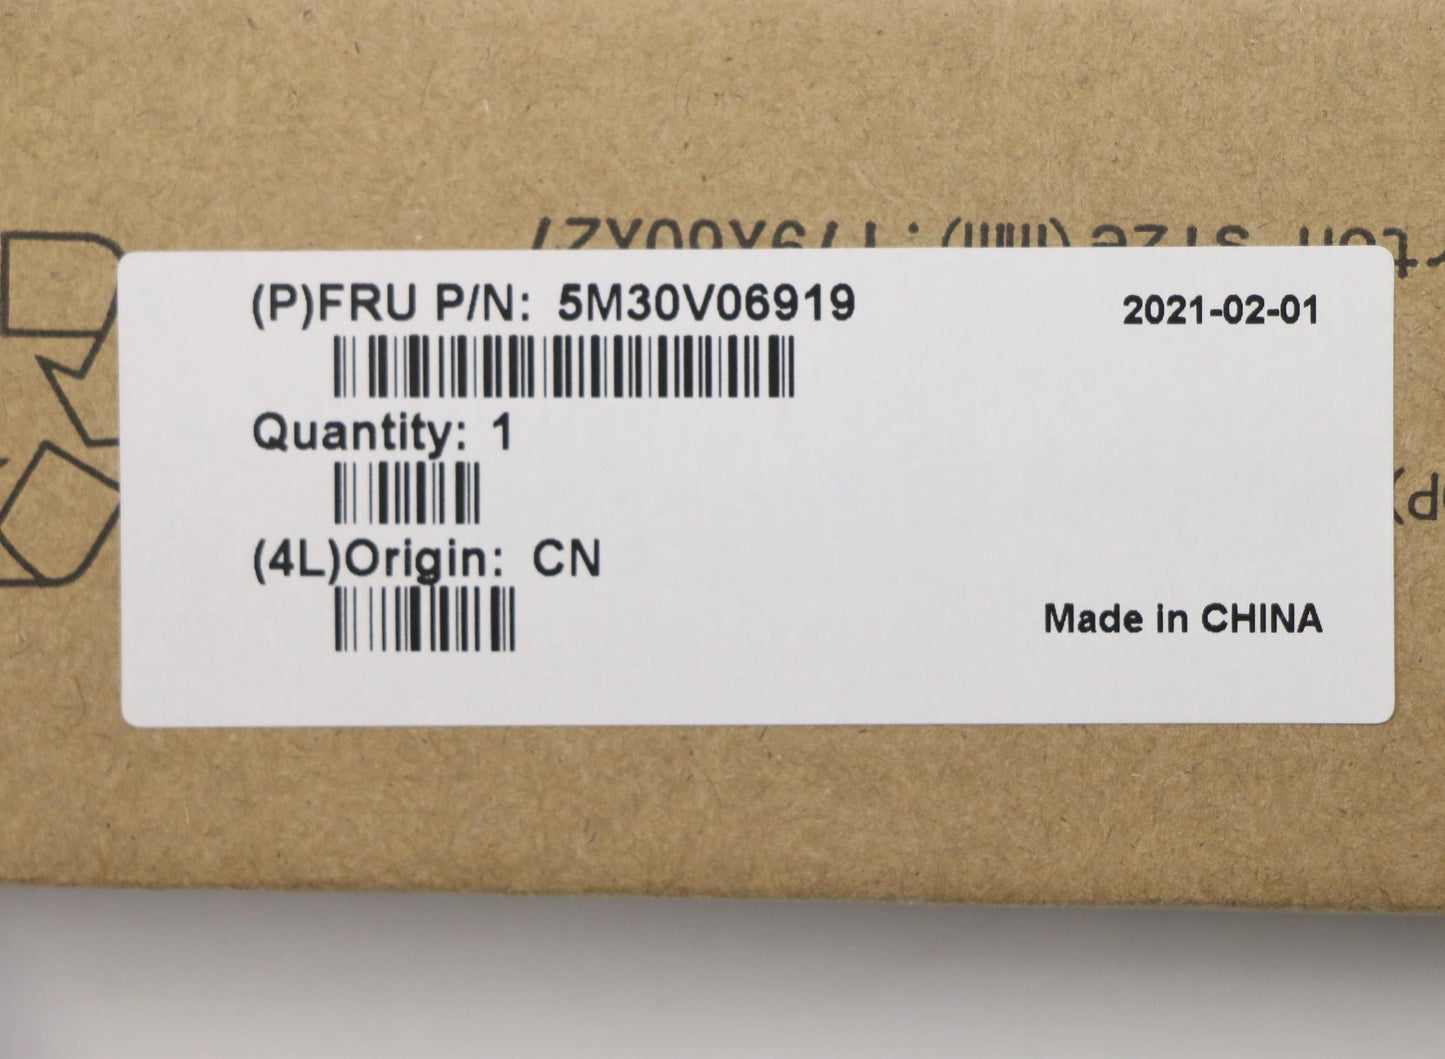 (P)FRU P/N: 5M30V06919
2021-02-01
Quantity: 1
(4L)Origin: CN
Made in CHINA